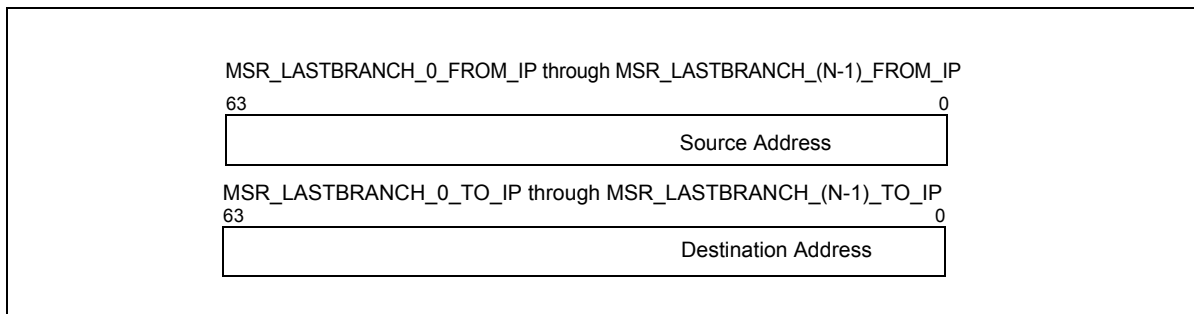 MSR_LASTBRANCH_0_FROM_IP through MSR_LASTBRANCH_(N-1)_FROM_IP
63 0
Source Address
MSR_LASTBRANCH_0_TO_IP through MSR_LASTBRANCH_(N-1)_TO_IP
63 0
Destination Address